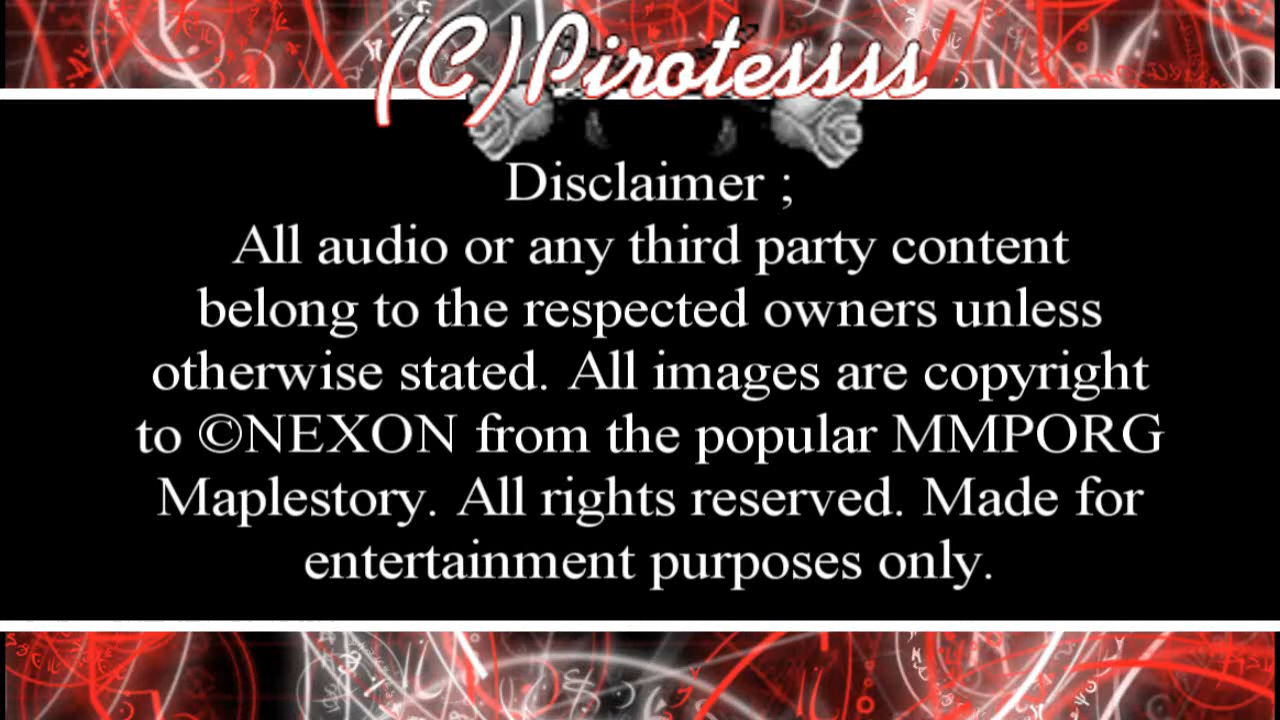 (C)Pirotessss
Disclaimer ;
All audio or any third party content
belong to the respected owners unless
otherwise stated. All images are copyright
to ©NEXON from the popular MMPORG
Maplestory. All rights reserved. Made for
entertainment purposes only.